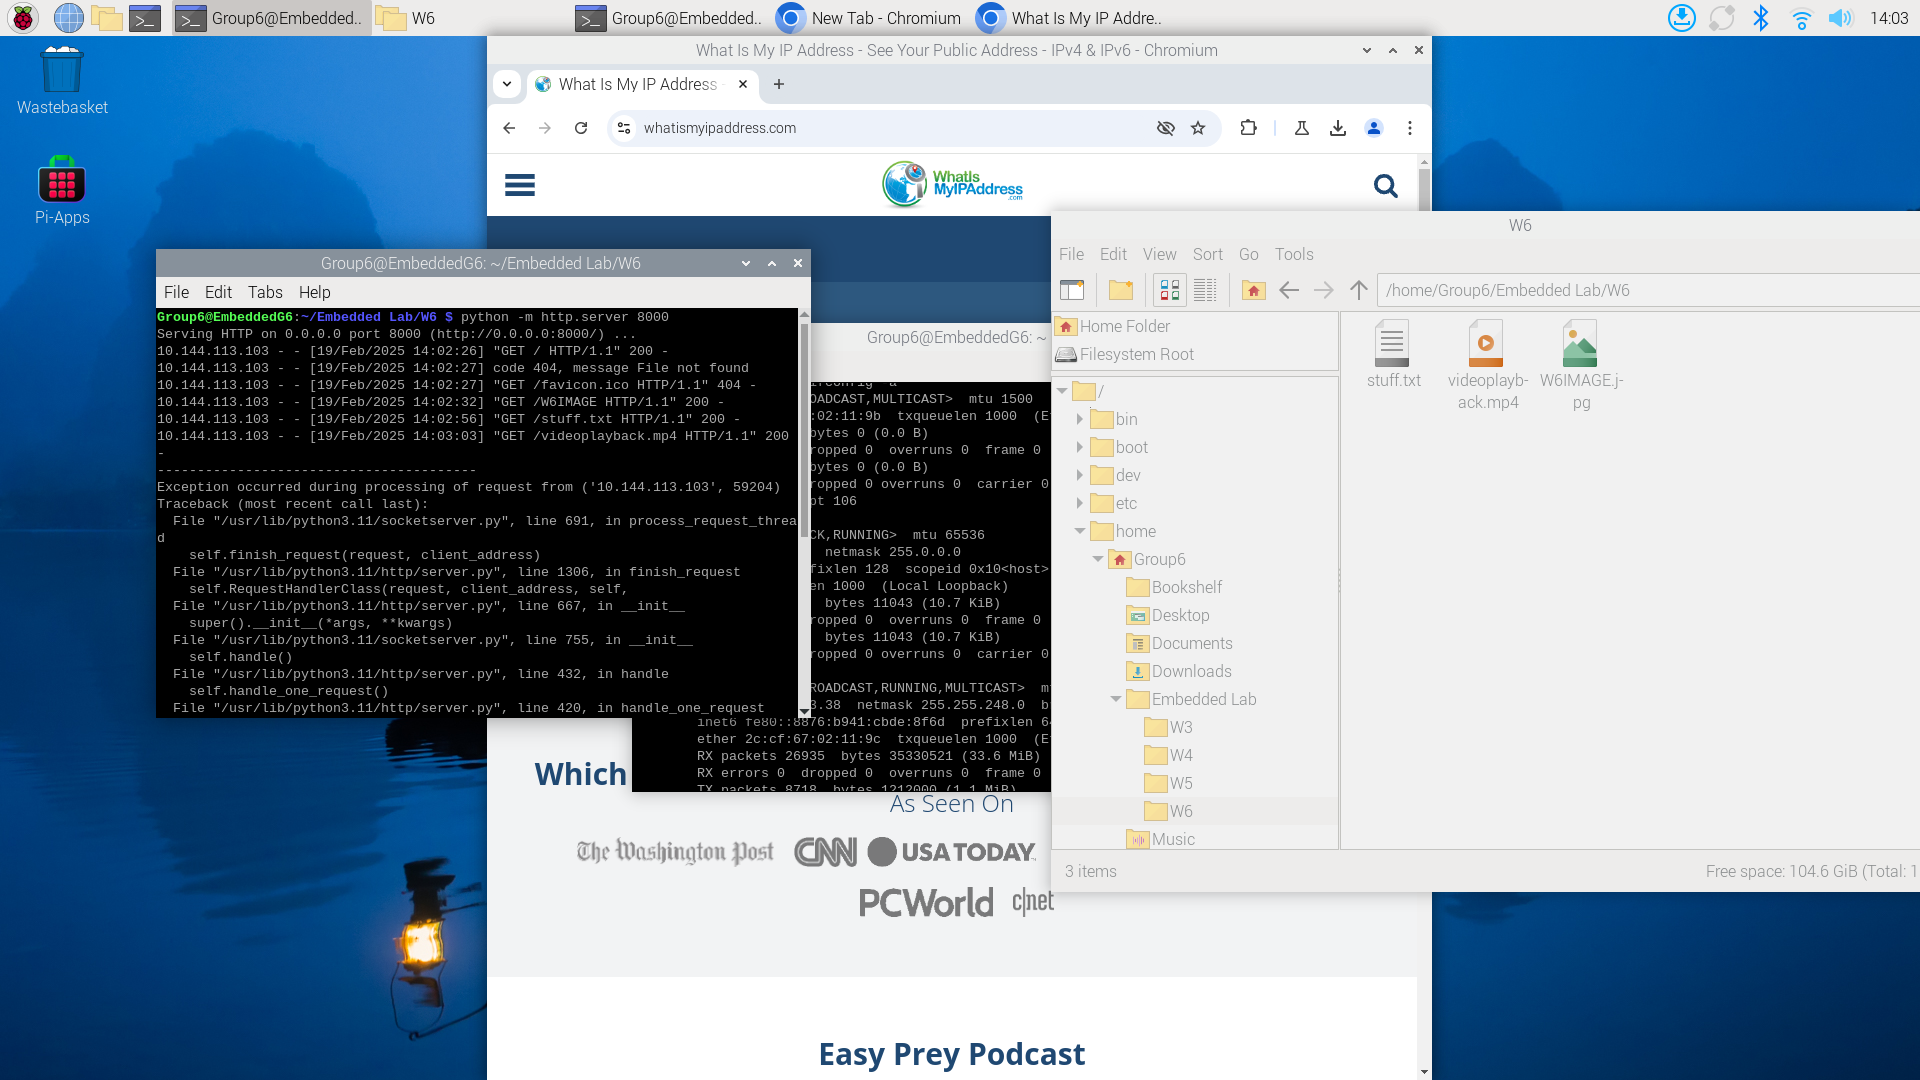 Group6@Embedded..
W6
Group6@Embedded..
New Tab - Chromium
What Is My IP Addre..
14:03
Wastebasket
Pi-Apps
What Is My IP Address - See Your Public Address - IPv4 & IPv6 - Chromium
What Is My IP Address
whatismyipaddress.com
WhatIs
MyIPAddress
.com
Group6@EmbeddedG6: ~/Embedded Lab/W6
File Edit Tabs Help
Group6@EmbeddedG6:~/Embedded Lab/W6 $ python -m http.server 8000
Serving HTTP on 0.0.0.0 port 8000 (http://0.0.0.0:8000/) ...
10.144.113.103 - - [19/Feb/2025 14:02:26] "GET / HTTP/1.1" 200 -
10.144.113.103 - - [19/Feb/2025 14:02:27] code 404, message File not found
10.144.113.103 - - [19/Feb/2025 14:02:27] "GET /favicon.ico HTTP/1.1" 404 -
10.144.113.103 - - [19/Feb/2025 14:02:32] "GET /W6IMAGE HTTP/1.1" 200 -
10.144.113.103 - - [19/Feb/2025 14:02:56] "GET /stuff.txt HTTP/1.1" 200 -
10.144.113.103 - - [19/Feb/2025 14:03:03] "GET /videoplayback.mp4 HTTP/1.1" 200
-
----------------------------------------
Exception occurred during processing of request from ('10.144.113.103', 59204)
Traceback (most recent call last):
File "/usr/lib/python3.11/socketserver.py", line 691, in process_request_threa
d
self.finish_request(request, client_address)
File "/usr/lib/python3.11/http/server.py", line 1306, in finish_request
self.RequestHandlerClass(request, client_address, self,
File "/usr/lib/python3.11/http/server.py", line 667, in __init__
super().__init__(*args, **kwargs)
File "/usr/lib/python3.11/socketserver.py", line 755, in __init__
self.handle()
File "/usr/lib/python3.11/http/server.py", line 432, in handle
self.handle_one_request()
File "/usr/lib/python3.11/http/server.py", line 420, in handle_one_request
Group6@EmbeddedG6: ~
OADCAST,MULTICAST> mtu 1500
:02:11:9b txqueuelen 1000 (E
bytes 0 (0.0 B)
ropped 0 overruns 0 frame 0
bytes 0 (0.0 B)
ropped 0 overruns 0 carrier 0
pt 106
CK,RUNNING> mtu 65536
netmask 255.0.0.0
fixlen 128 scopeid 0x10<host>
en 1000 (Local Loopback)
bytes 11043 (10.7 KiB)
ropped 0 overruns 0 frame 0
bytes 11043 (10.7 KiB)
ropped 0 overruns 0 carrier 0
ROADCAST,RUNNING,MULTICAST> m
3.38 netmask 255.255.248.0 b
inet6 fe80::8876:b941:cbde:8f6d prefixlen 6
ether 2c:cf:67:02:11:9c txqueuelen 1000 (E
RX packets 26935 bytes 35330521 (33.6 MiB)
RX errors 0 dropped 0 overruns 0 frame 0
TX packets 8718 bytes 1212000 (1.1 MiB)
W6
File Edit View Sort Go Tools
/home/Group6/Embedded Lab/W6
Home Folder
Filesystem Root
/
bin
boot
dev
etc
home
Group6
Bookshelf
Desktop
Documents
Downloads
Embedded Lab
W3
W4
W5
W6
Music
stuff.txt
videoplayb-
ack.mp4
W6IMAGE.j-
pg
3 items
Free space: 104.6 GiB (Total: 1
Which
As Seen On
The Washington Post
CNN
USA TODAY
PCWorld
c|net
Easy Prey Podcast